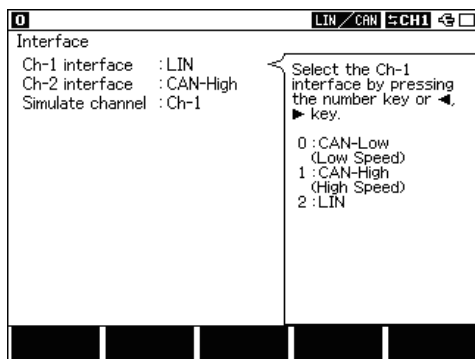 0
LIN/CAN ⇆CH1
Interface
Ch-1 interface :LIN
Ch-2 interface :CAN-High
Simulate channel :Ch-1
Select the Ch-1
interface by pressing
the number key or ◀,
▶ key.
0:CAN-Low
(Low Speed)
1:CAN-High
(High Speed)
2:LIN